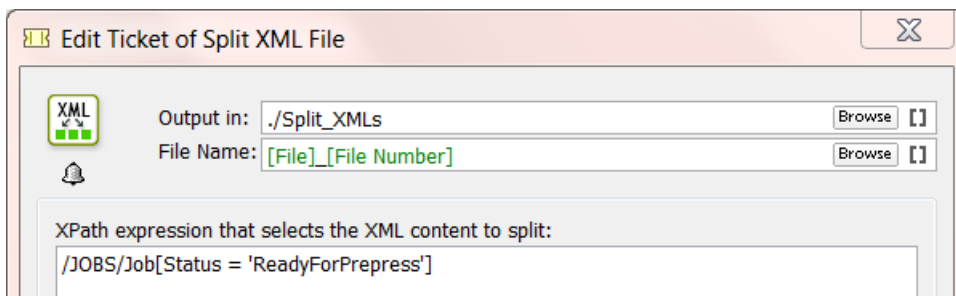 Edit Ticket of Split XML File
XML
Output in: ./Split_XMLs Browse []
File Name: [File]_[File Number] Browse []
XPath expression that selects the XML content to split:
/JOBS/Job[Status = 'ReadyForPrepress']